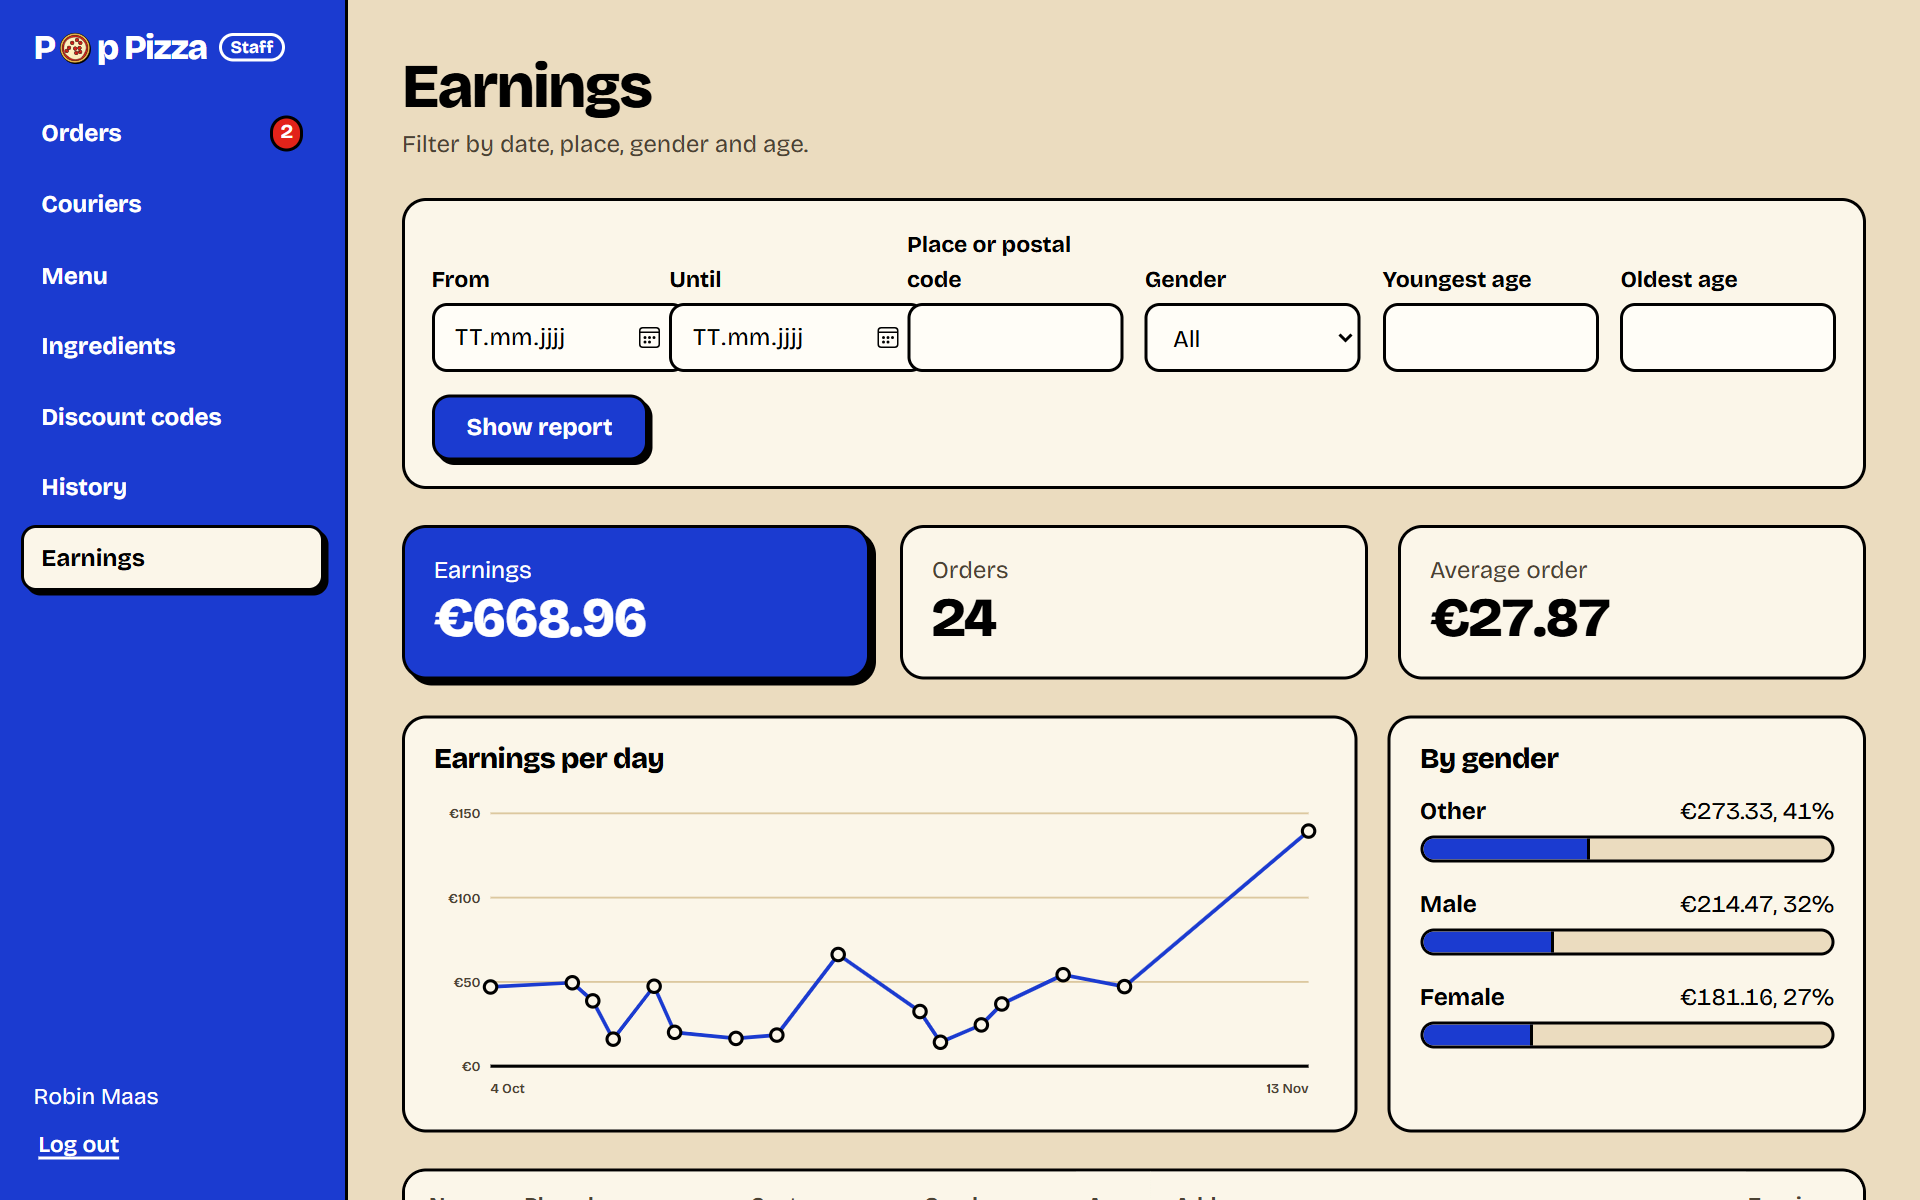 Pop Pizza Staff
Orders 2
Couriers
Menu
Ingredients
Discount codes
History
Earnings
Robin Maas
Log out
Earnings
Filter by date, place, gender and age.
From
TT.mm.jjjj
Until
TT.mm.jjjj
Place or postal
code
Gender
All
Youngest age
Oldest age
Show report
Earnings
€668.96
Orders
24
Average order
€27.87
Earnings per day
€150
€100
€50
€0
4 Oct
13 Nov
By gender
Other €273.33, 41%
Male €214.47, 32%
Female €181.16, 27%